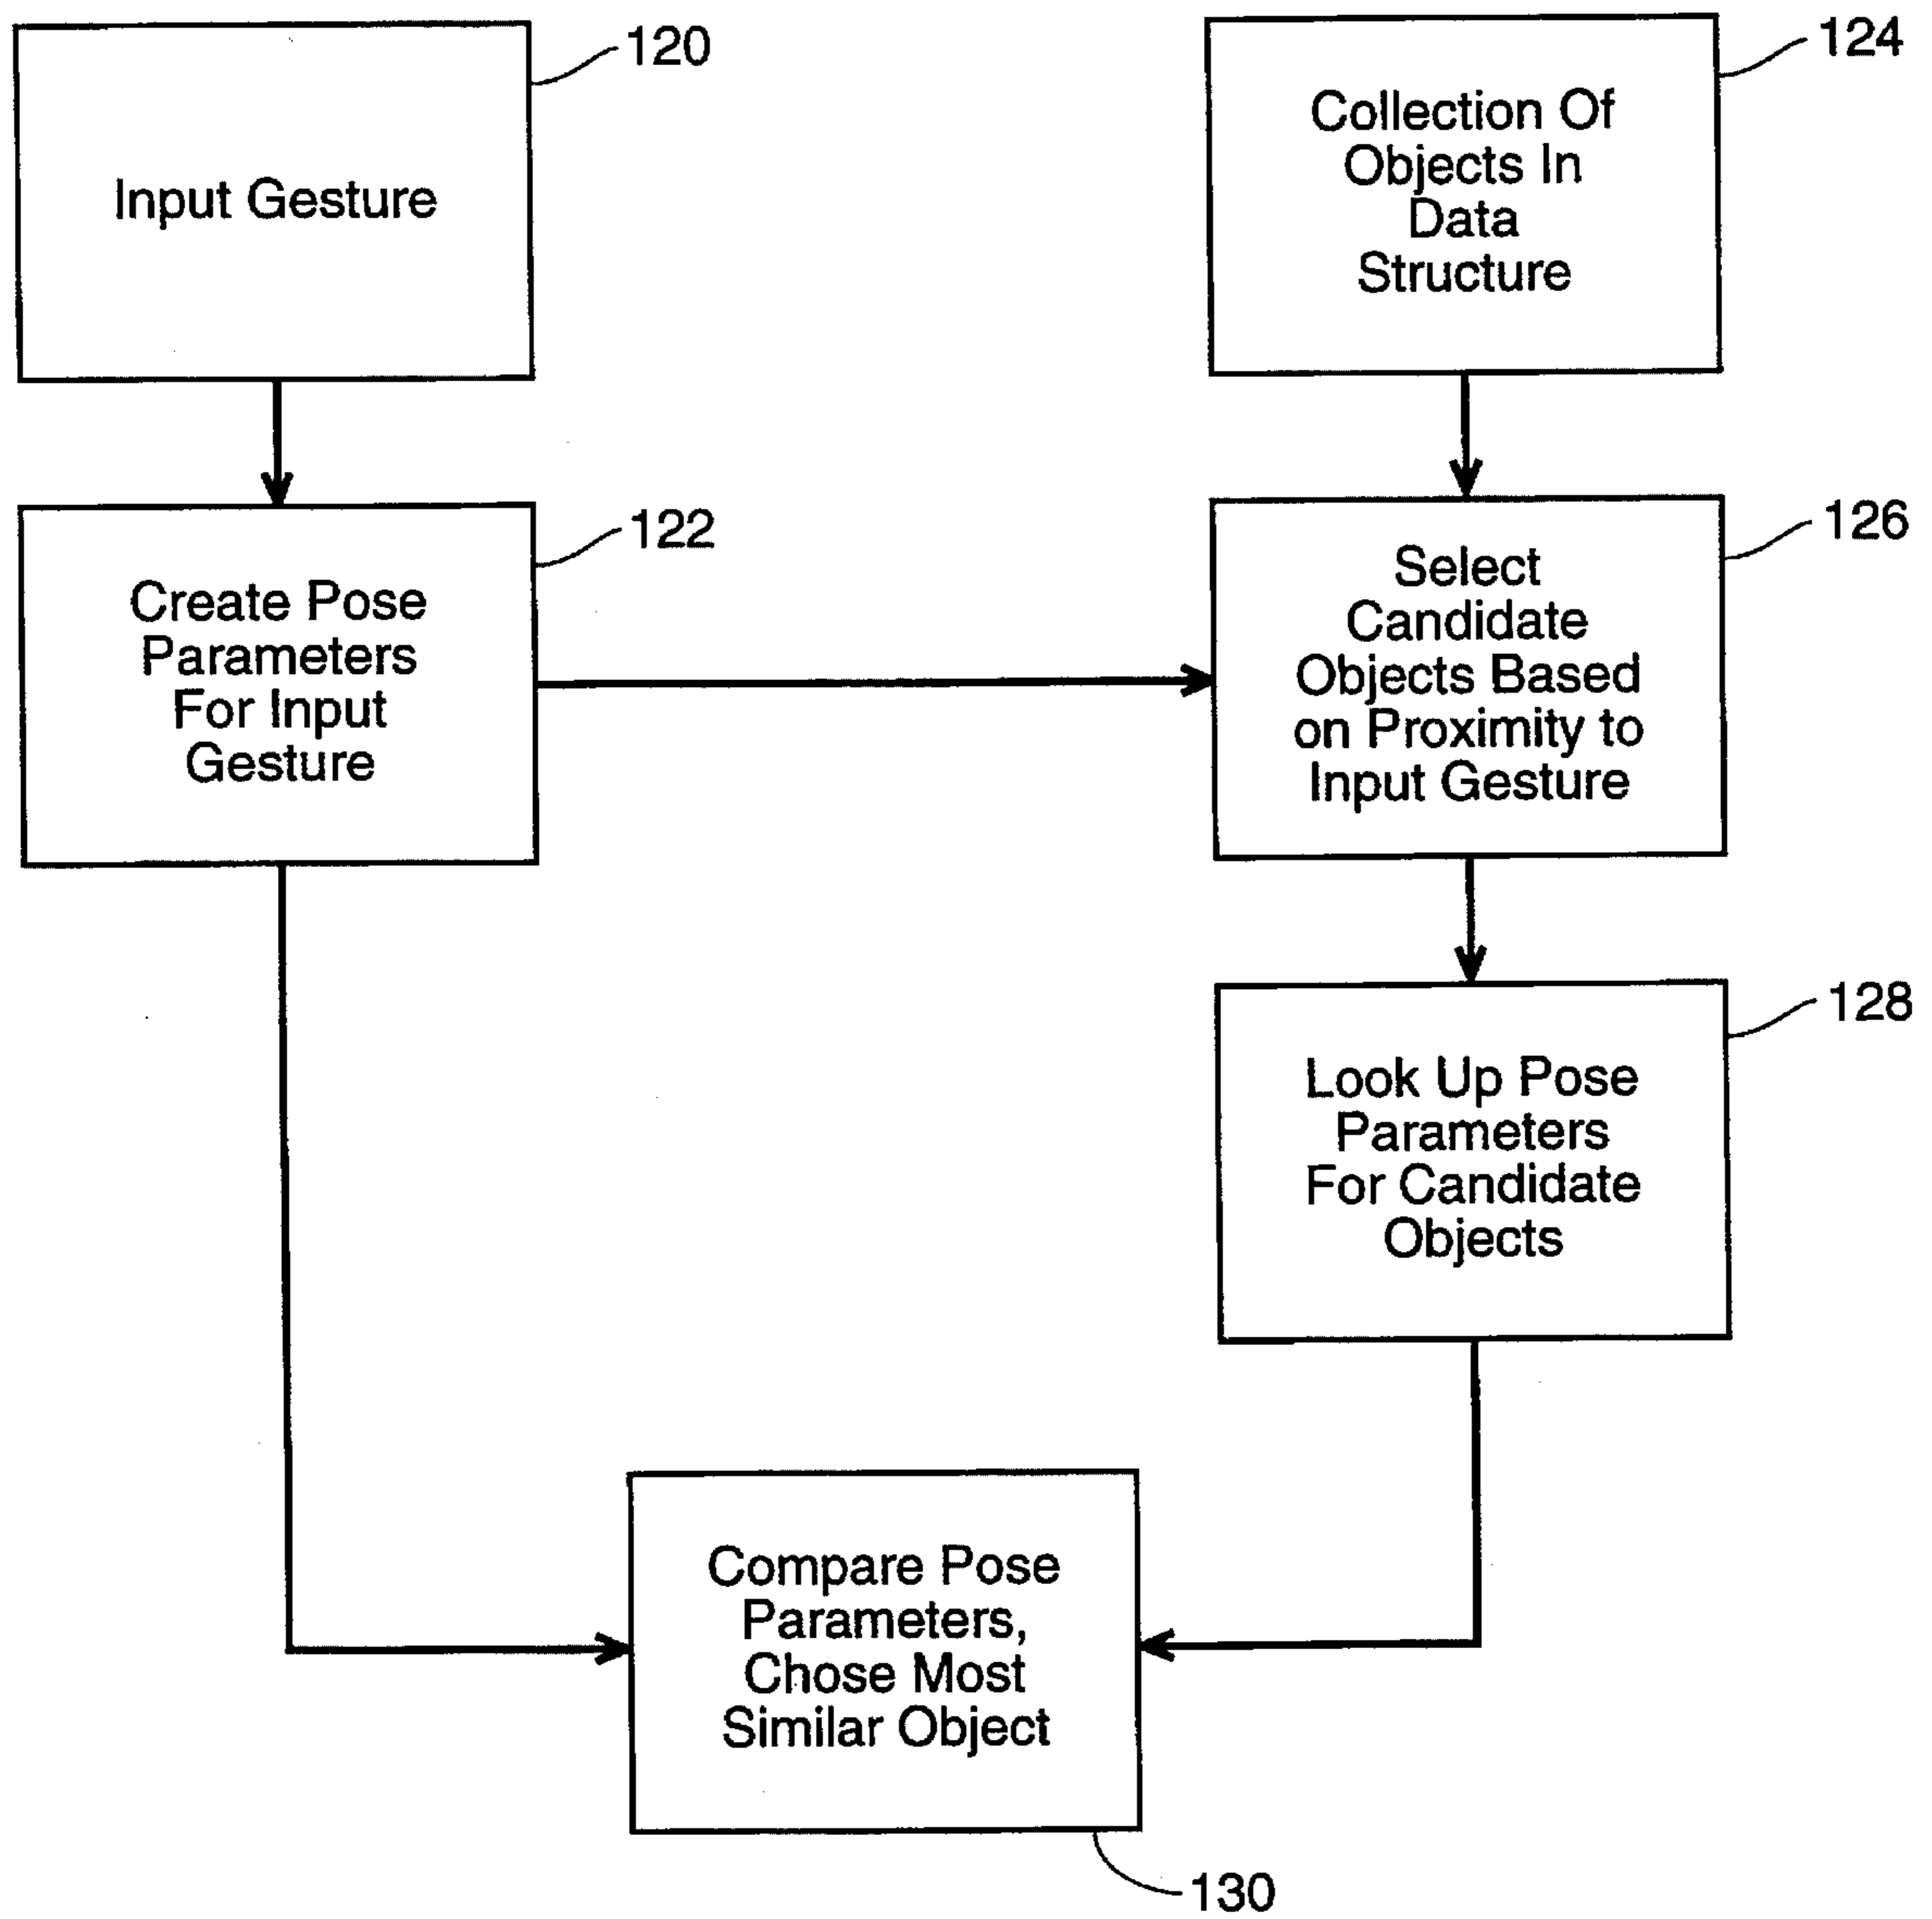 120
Input Gesture
124
Collection Of
Objects In
Data
Structure
122
Create Pose
Parameters
For Input
Gesture
126
Select
Candidate
Objects Based
on Proximity to
Input Gesture
128
Look Up Pose
Parameters
For Candidate
Objects
Compare Pose
Parameters,
Chose Most
Similar Object
130